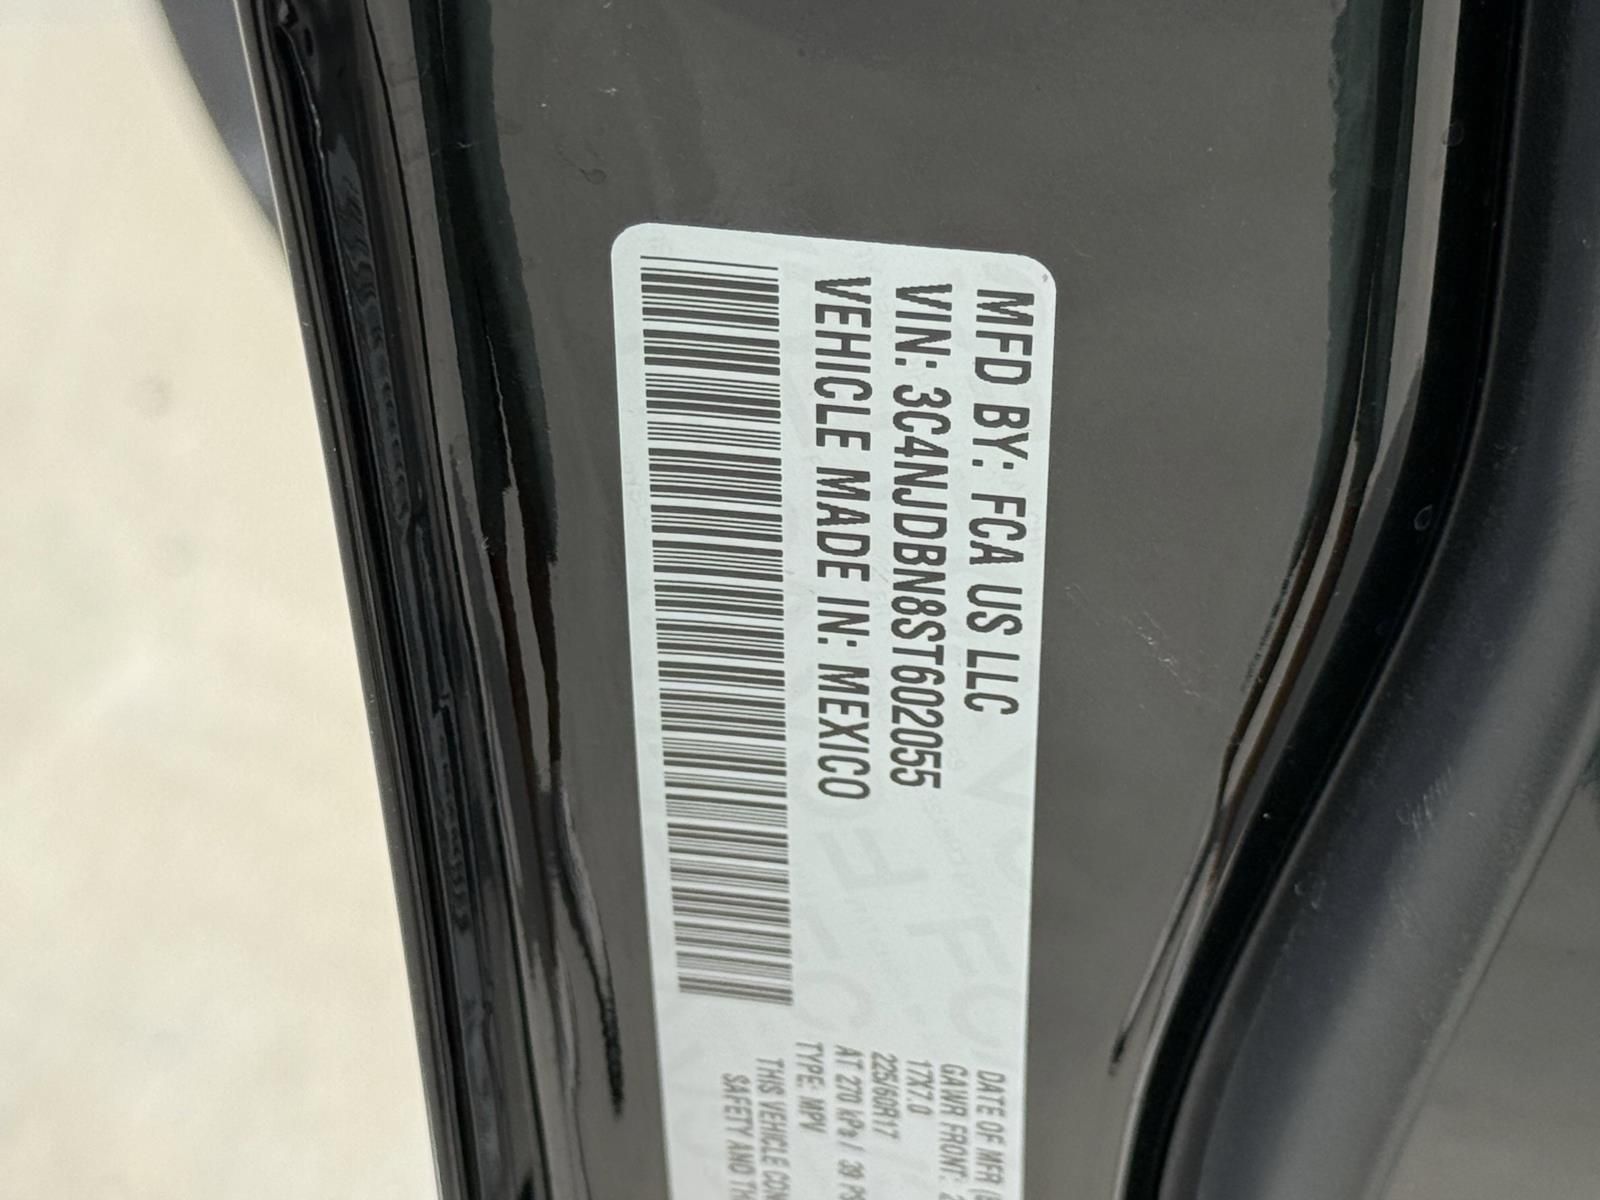 MFD BY: FCA US LLC
VIN: 3C4NJDBN8ST602055
VEHICLE MADE IN: MEXICO
DATE OF MFR
GAWR FRONT:
17X7.0
225/60R17
AT 270 kPa / 39
TYPE: MPV
THIS VEHICLE
SAFETY AND